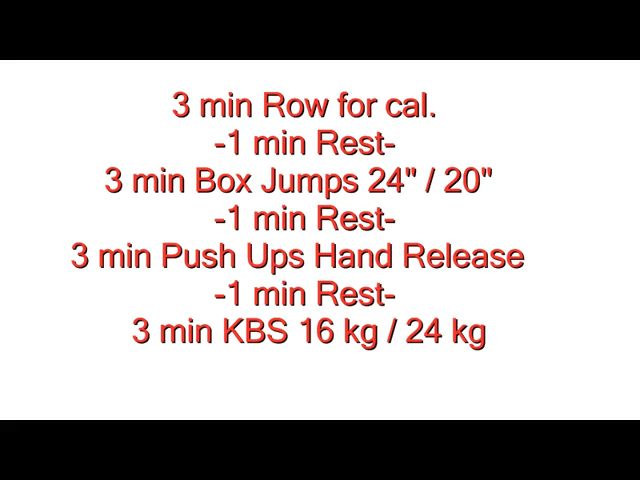 3 min Row for cal.
-1 min Rest-
3 min Box Jumps 24" / 20"
-1 min Rest-
3 min Push Ups Hand Release
-1 min Rest-
3 min KBS 16 kg / 24 kg